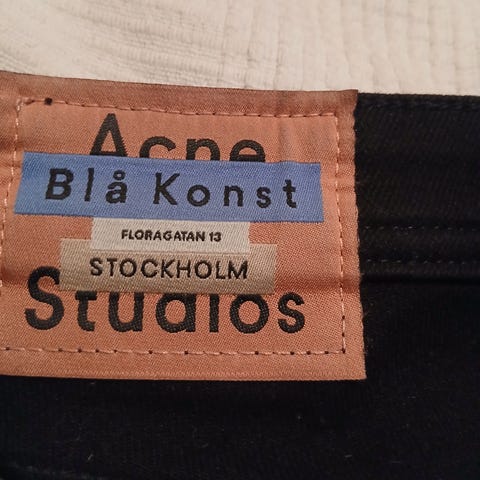 Acne
Blå Konst
FLORAGATAN 13
STOCKHOLM
Studios